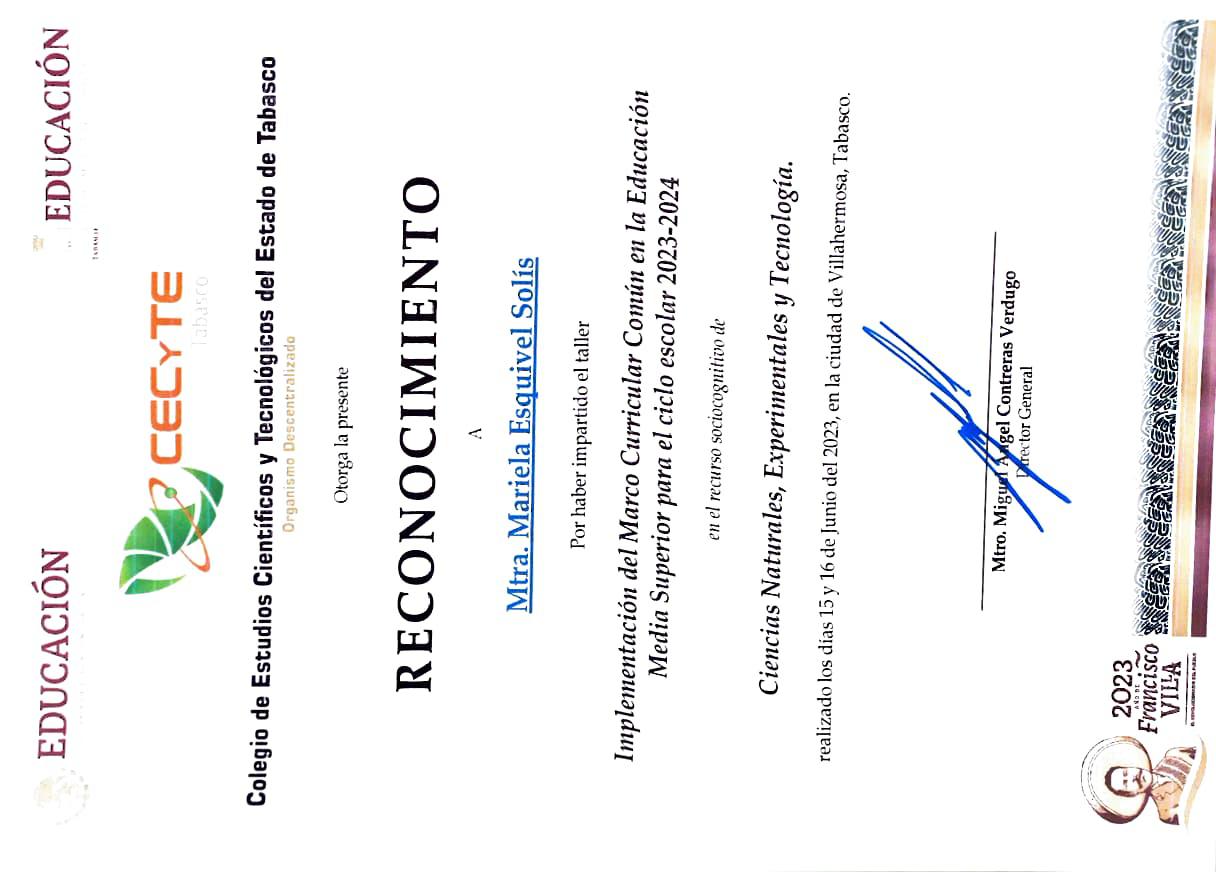 EDUCACIÓN
EDUCACIÓN
TABASCO
CECYTE
Tabasco
Colegio de Estudios Científicos y Tecnológicos del Estado de Tabasco
Organismo Descentralizado
Otorga la presente
RECONOCIMIENTO
A
Mtra. Mariela Esquivel Solís
Por haber impartido el taller
Implementación del Marco Curricular Común en la Educación
Media Superior para el ciclo escolar 2023-2024
en el recurso sociocognitivo de
Ciencias Naturales, Experimentales y Tecnología.
realizado los días 15 y 16 de Junio del 2023, en la ciudad de Villahermosa, Tabasco.
Mtro. Miguel Ángel Contreras Verdugo
Director General
2023
AÑO DE
Francisco
VILLA